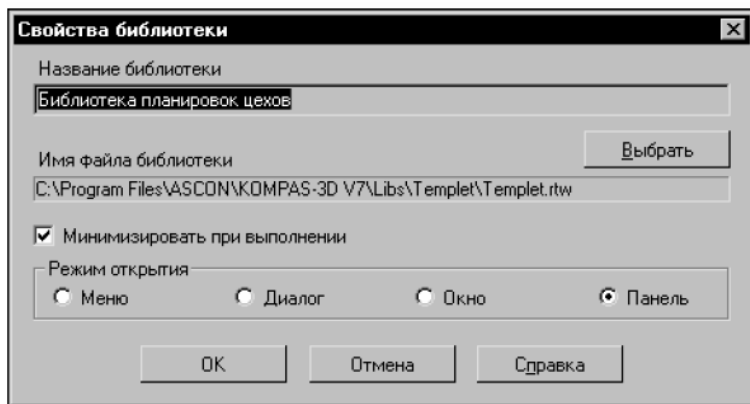 Свойства библиотеки
Название библиотеки
Библиотека планировок цехов
Выбрать
Имя файла библиотеки
C:\Program Files\ASCON\KOMPAS-3D V7\Libs\Templet\Templet.rtw
Минимизировать при выполнении
Режим открытия
Меню Диалог Окно Панель
OK Отмена Справка